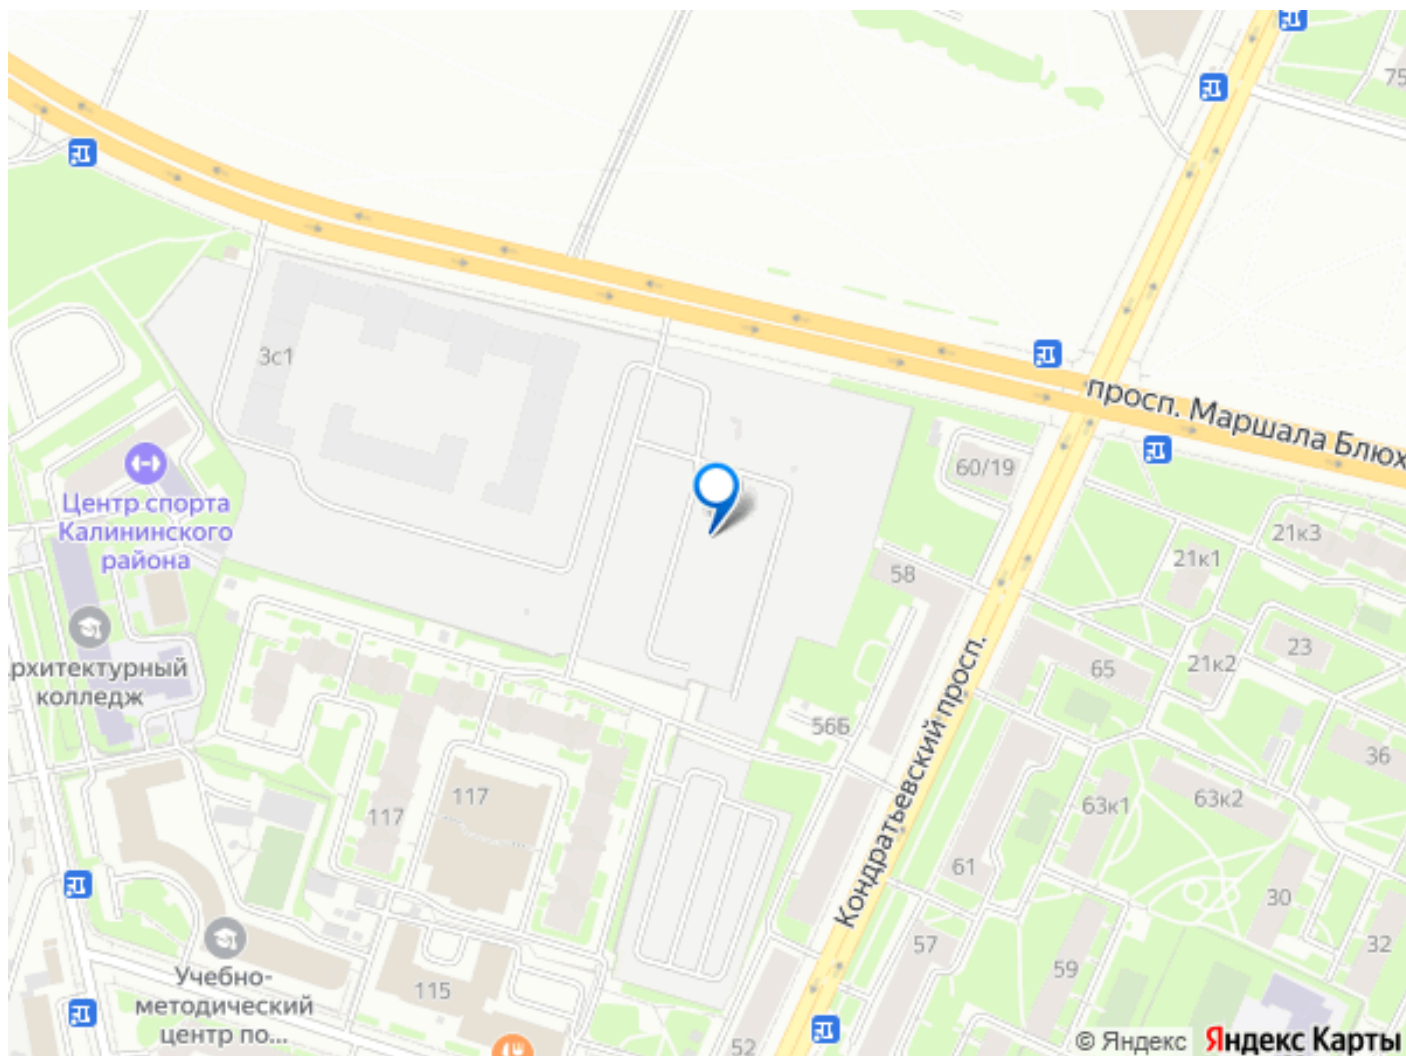 75
3с1
просп. Маршала Блюх
60/19
Центр спорта
Калининского
района
21к3
21к1
58
рхитектурный
колледж
23
21к2
65
Кондратьевский просп.
56Б
36
117
117
63к1
63к2
61
30
57
32
59
Учебно-
методический
центр по...
115
52
© Яндекс Яндекс Карты